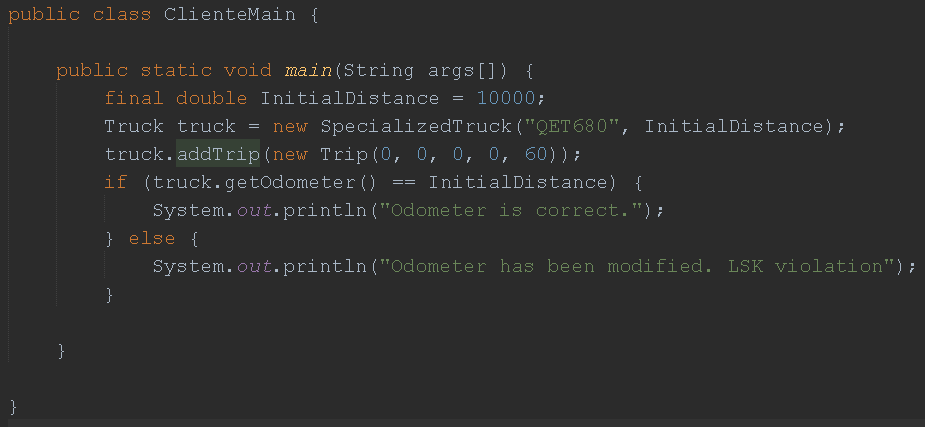 public class ClienteMain {
public static void main(String args[]) {
final double InitialDistance = 10000;
Truck truck = new SpecializedTruck("QET680", InitialDistance);
truck.addTrip(new Trip(0, 0, 0, 0, 60));
if (truck.getOdometer() == InitialDistance) {
System.out.println("Odometer is correct.");
} else {
System.out.println("Odometer has been modified. LSK violation");
}
}
}